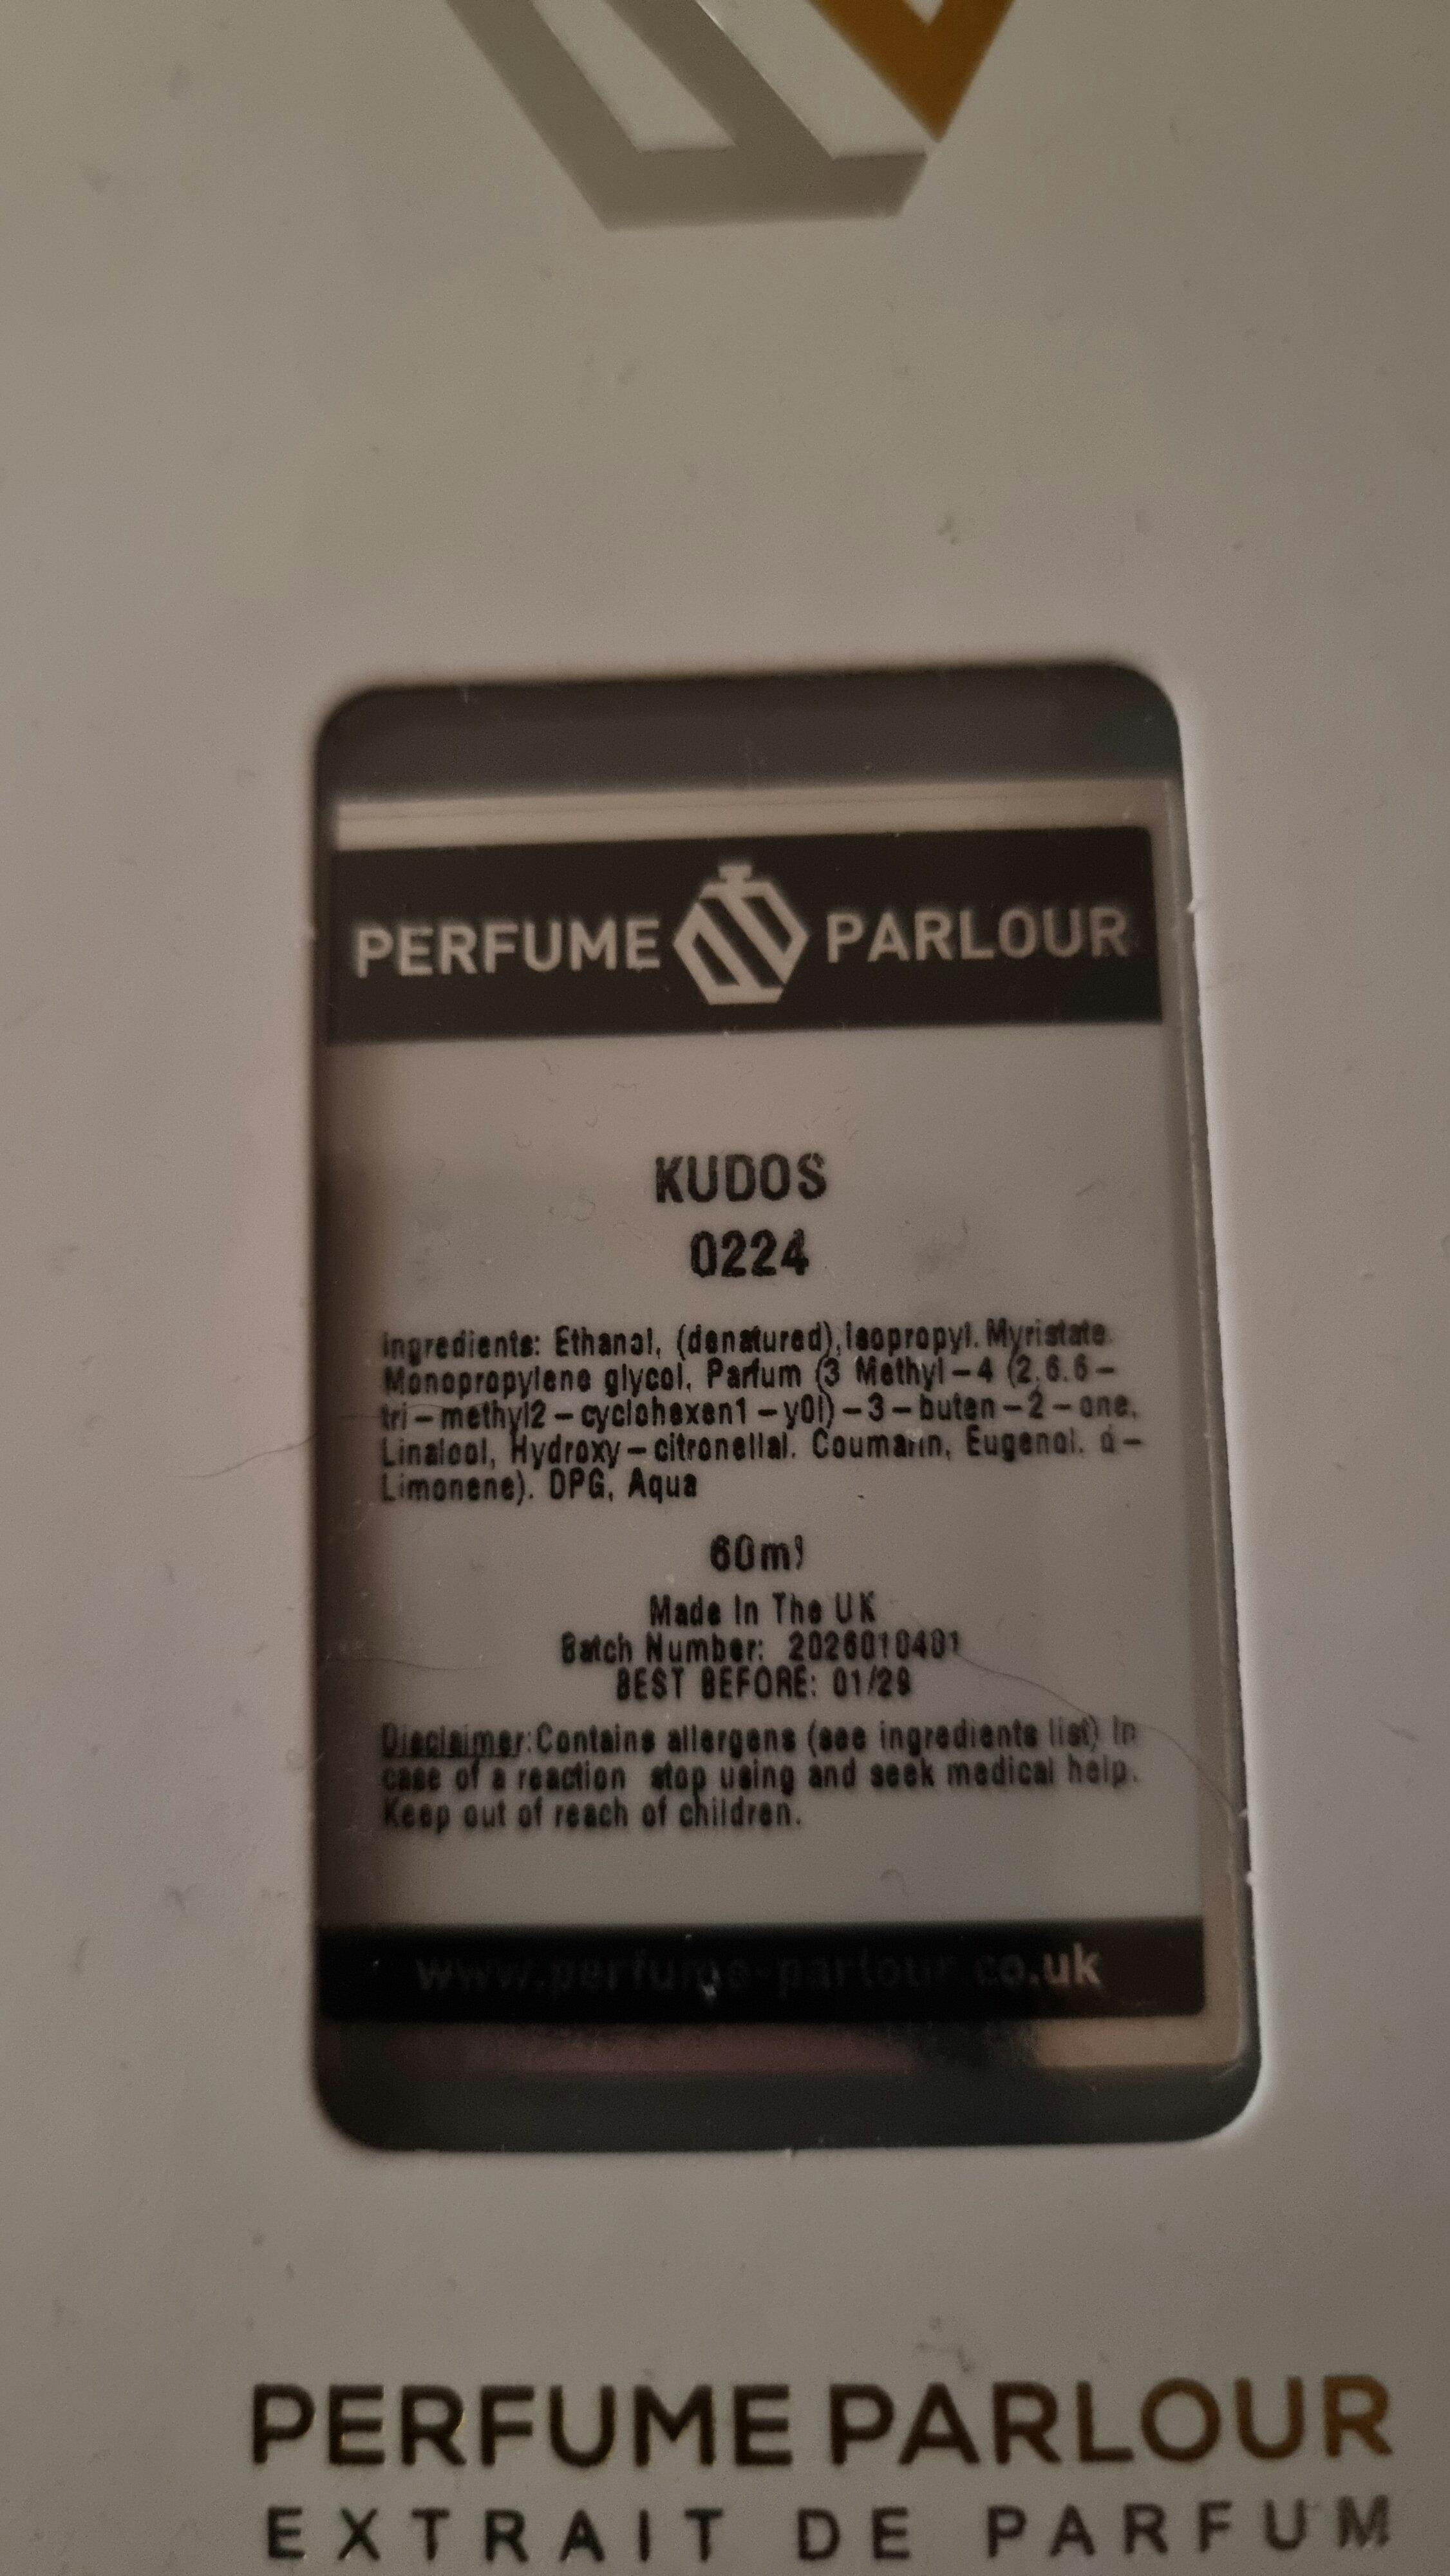 PERFUME PARLOUR
KUDOS
0224
Ingredients: Ethanol, (denatured),Isopropyl. Myristate
Monopropylene glycol, Parfum (3 Methyl-4 (2,6,6-
tri-methyl2-cyclohexen1-y0l)-3-buten-2-one,
Linalool, Hydroxy-citronellal. Coumarin, Eugenol. d-
Limonene). DPG, Aqua
60ml
Made In The UK
Batch Number: 2026010401
BEST BEFORE: 01/29
Disclaimer:Contains allergens (see ingredients list) In
case of a reaction stop using and seek medical help.
Keep out of reach of children.
www.perfume-parlour.co.uk
PERFUME PARLOUR
EXTRAIT DE PARFUM